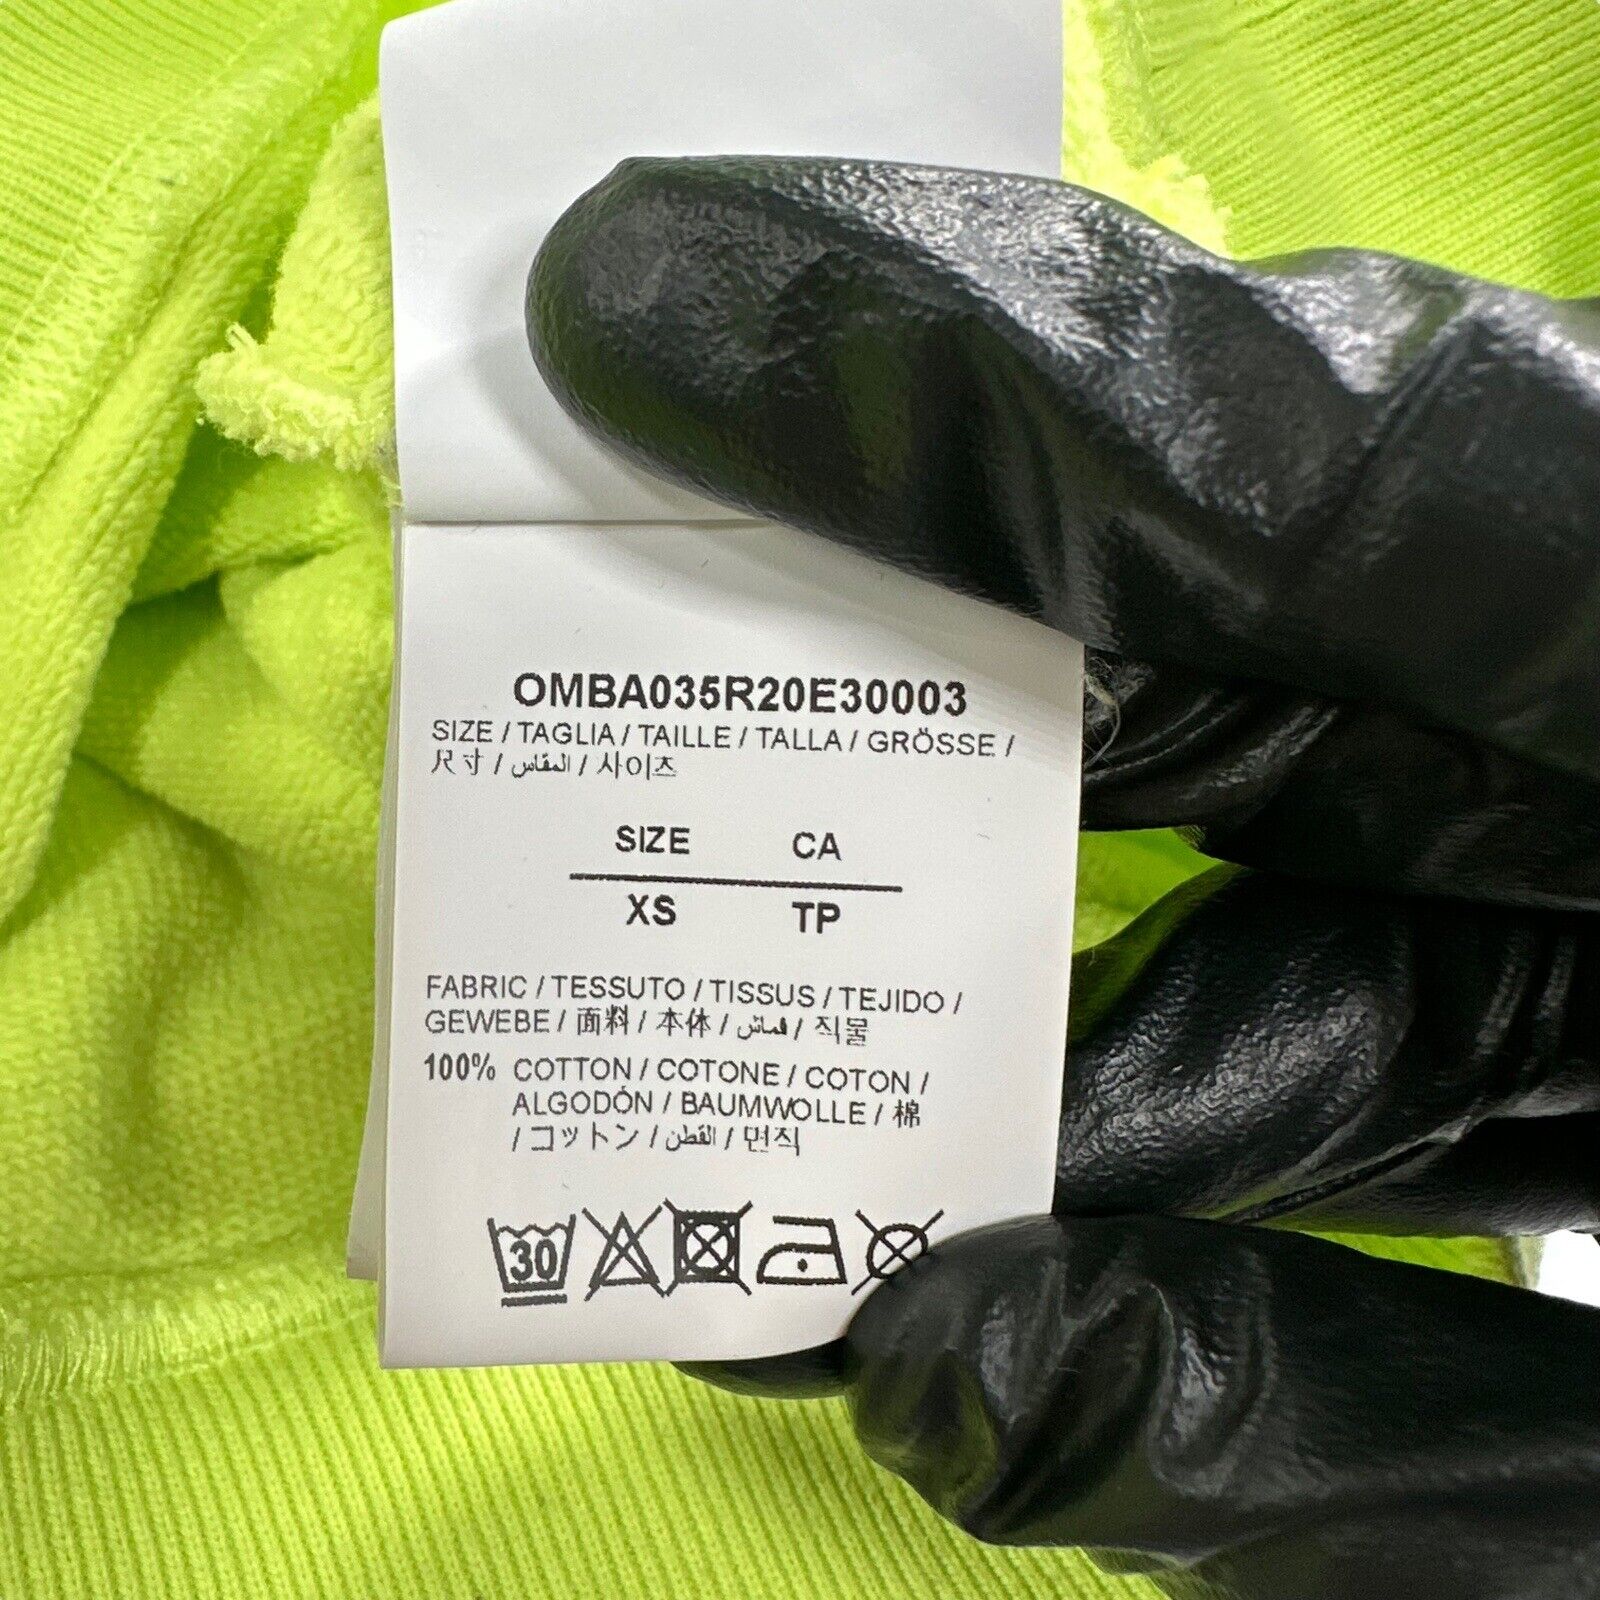 OMBA035R20E30003
SIZE / TAGLIA / TAILLE / TALLA / GRÖSSE /
尺寸 / المقاس / 사이즈
SIZE CA
XS TP
FABRIC / TESSUTO / TISSUS / TEJIDO /
GEWEBE / 面料 / 本体 / قماش / 직물
100% COTTON / COTONE / COTON /
ALGODÓN / BAUMWOLLE / 棉
/ コットン / القطن / 면직
30